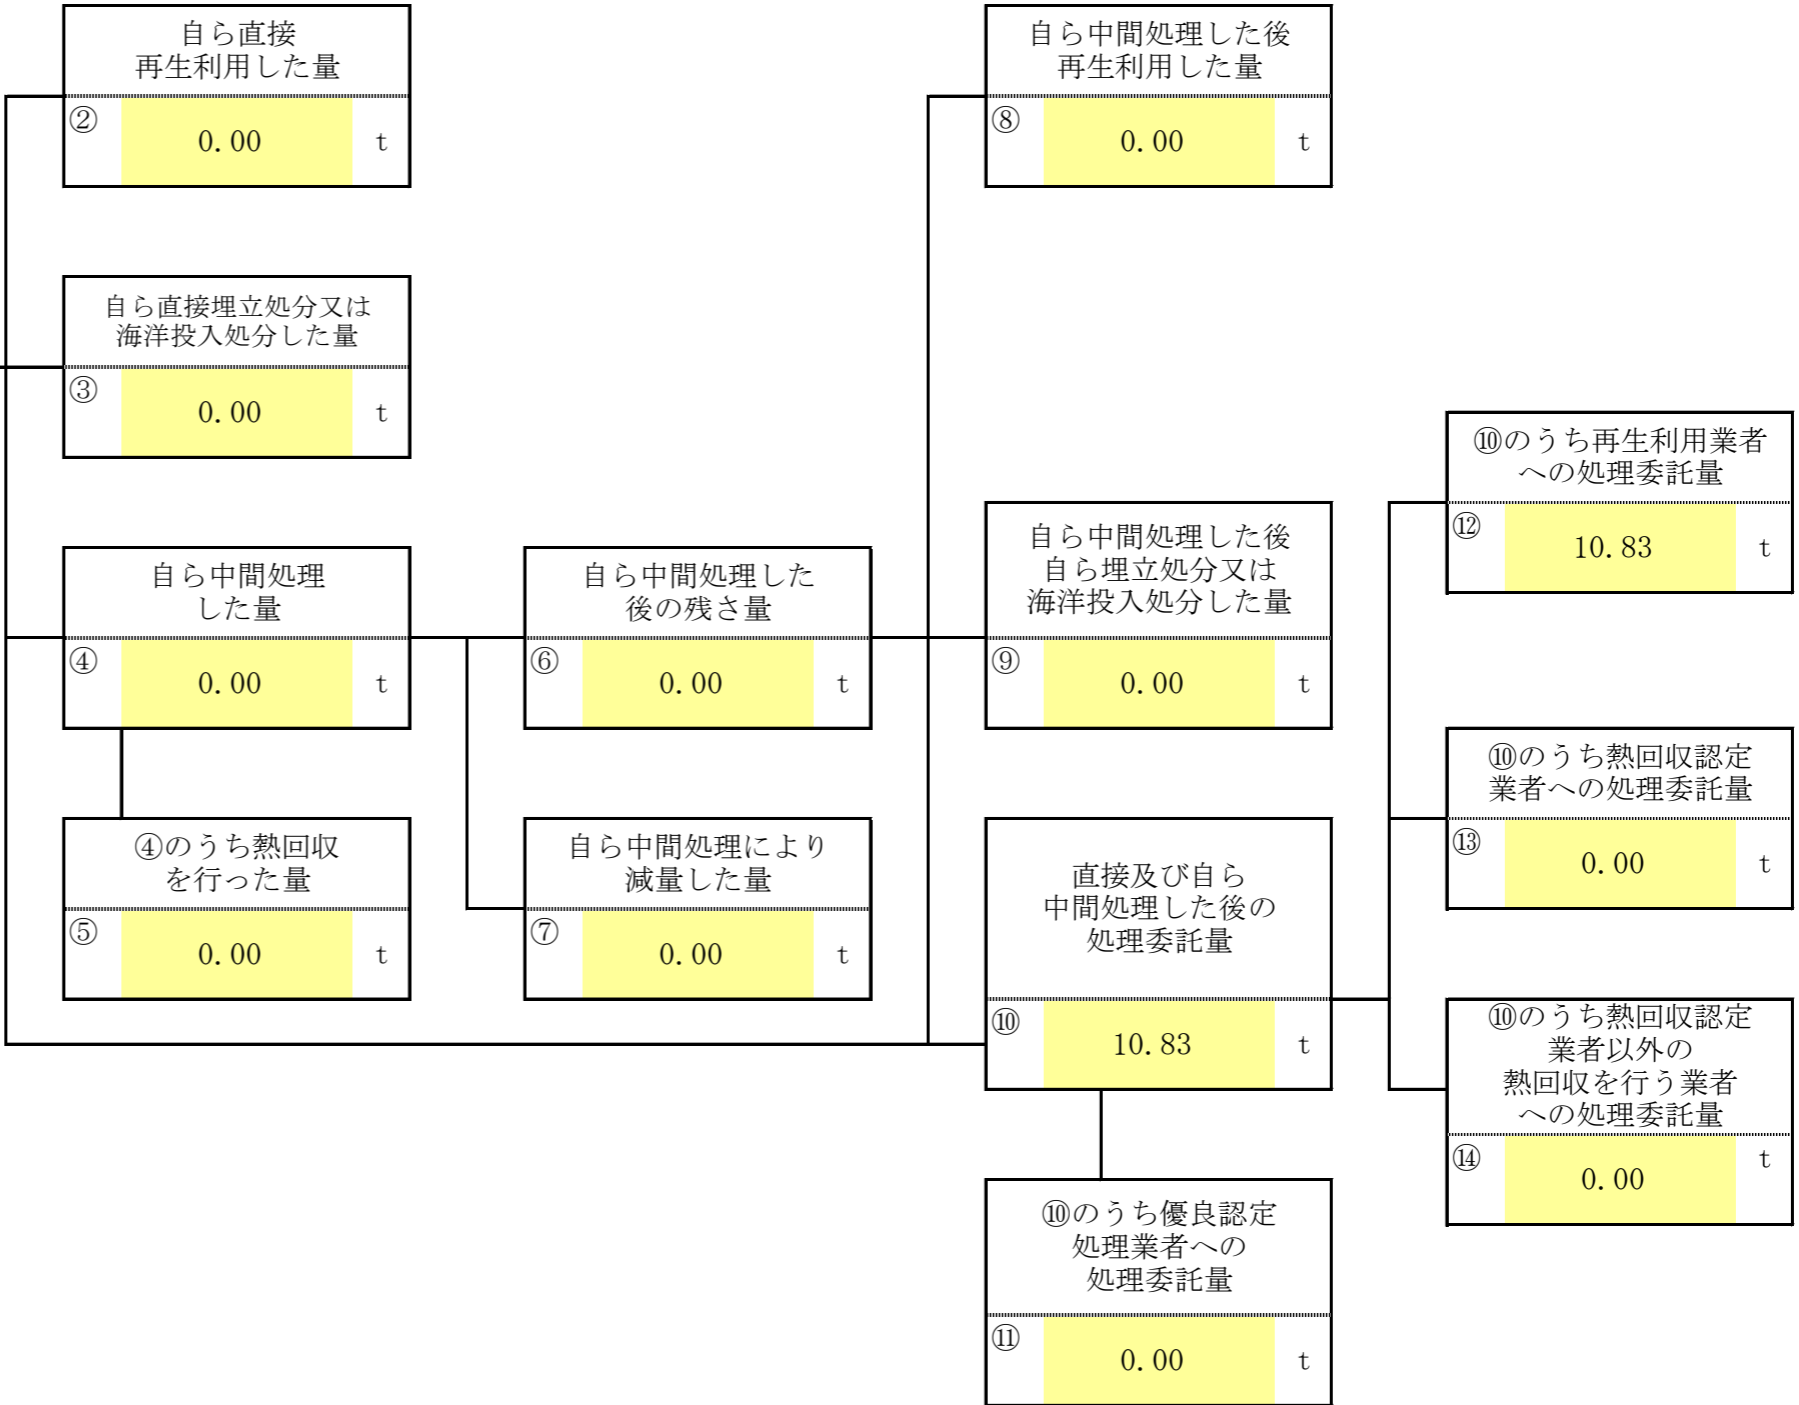 自ら直接
再生利用した量
② 0.00 t
自ら中間処理した後
再生利用した量
⑧ 0.00 t
自ら直接埋立処分又は
海洋投入処分した量
③ 0.00 t
⑩のうち再生利用業者
への処理委託量
⑫ 10.83 t
自ら中間処理
した量
④ 0.00 t
自ら中間処理した
後の残さ量
⑥ 0.00 t
自ら中間処理した後
自ら埋立処分又は
海洋投入処分した量
⑨ 0.00 t
⑩のうち熱回収認定
業者への処理委託量
⑬ 0.00 t
④のうち熱回収
を行った量
⑤ 0.00 t
自ら中間処理により
減量した量
⑦ 0.00 t
直接及び自ら
中間処理した後の
処理委託量
⑩ 10.83 t
⑩のうち熱回収認定
業者以外の
熱回収を行う業者
への処理委託量
⑭ 0.00 t
⑩のうち優良認定
処理業者への
処理委託量
⑪ 0.00 t